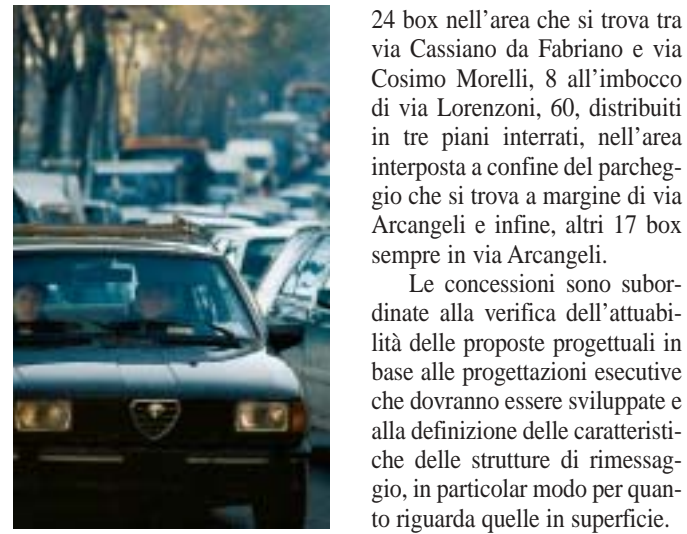 24 box nell'area che si trova tra
via Cassiano da Fabriano e via
Cosimo Morelli, 8 all'imbocco
di via Lorenzoni, 60, distribuiti
in tre piani interrati, nell'area
interposta a confine del parcheg-
gio che si trova a margine di via
Arcangeli e infine, altri 17 box
sempre in via Arcangeli.
Le concessioni sono subor-
dinate alla verifica dell'attuabi-
lità delle proposte progettuali in
base alle progettazioni esecutive
che dovranno essere sviluppate e
alla definizione delle caratteristi-
che delle strutture di rimessag-
gio, in particolar modo per quan-
to riguarda quelle in superficie.